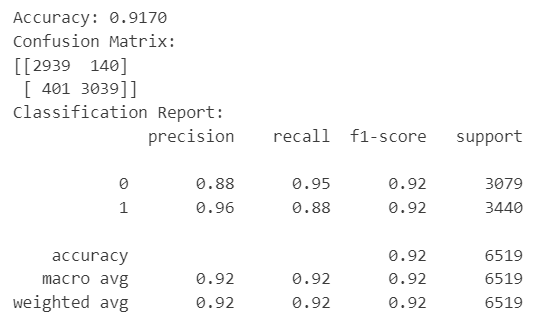 Accuracy: 0.9170
Confusion Matrix:
[[2939  140]
 [ 401 3039]]
Classification Report:
              precision    recall  f1-score   support

           0       0.88      0.95      0.92      3079
           1       0.96      0.88      0.92      3440

    accuracy                           0.92      6519
   macro avg       0.92      0.92      0.92      6519
weighted avg       0.92      0.92      0.92      6519